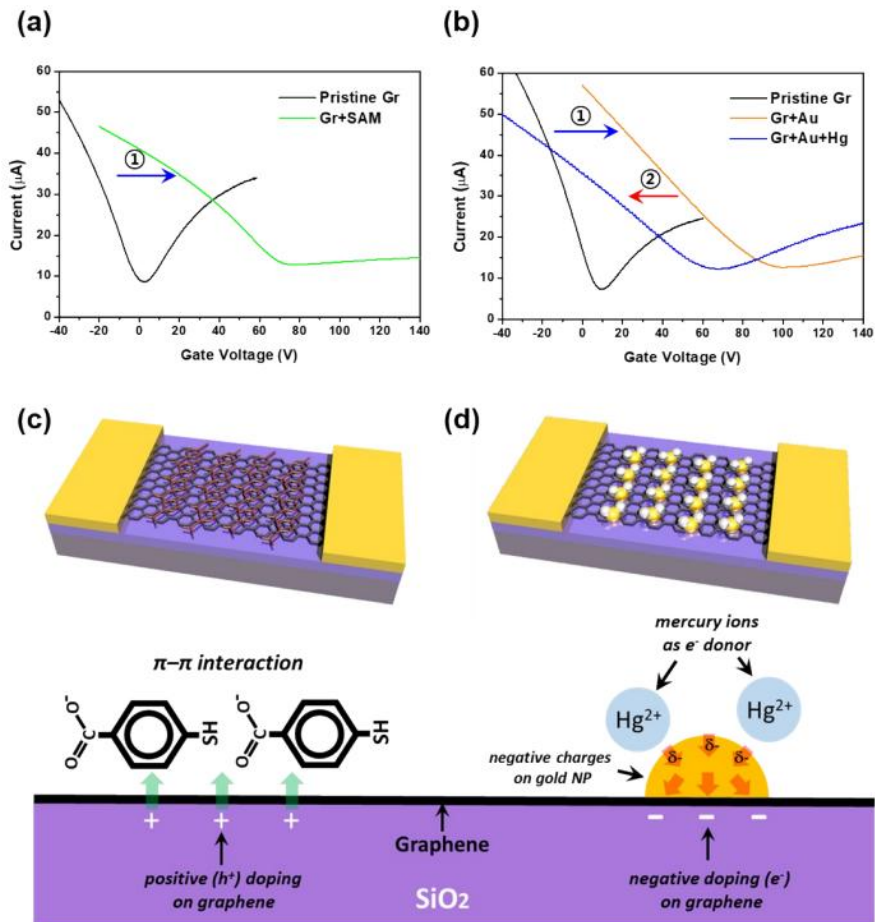 (a)
(b)
60
50
40
30
20
10
0
-40 -20 0 20 40 60 80 100 120 140
Current (μA)
Gate Voltage (V)
Pristine Gr
Gr+SAM
①
60
50
40
30
20
10
0
-40 -20 0 20 40 60 80 100 120 140
Current (μA)
Gate Voltage (V)
Pristine Gr
Gr+Au
Gr+Au+Hg
①
②
(c)
(d)
π–π interaction
O⁻
O
SH
O⁻
O
SH
mercury ions
as e⁻ donor
Hg²⁺
Hg²⁺
negative charges
on gold NP
δ-
δ-
δ-
+ + +
− − −
Graphene
positive (h⁺) doping
on graphene
SiO₂
negative doping (e⁻)
on graphene